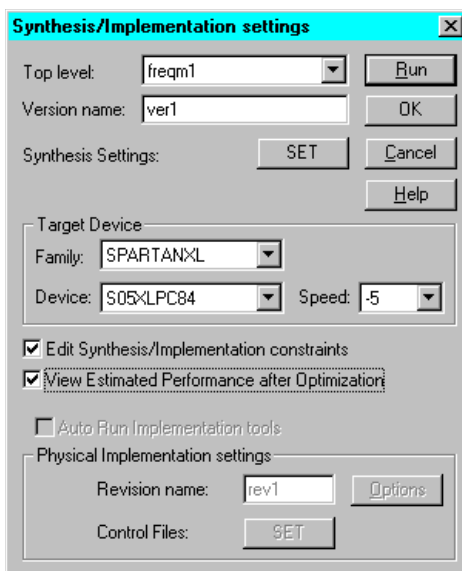 Synthesis/Implementation settings
Top level: freqm1 Run
Version name: ver1 OK
Synthesis Settings: SET Cancel
Help
Target Device
Family: SPARTANXL
Device: S05XLPC84 Speed: -5
Edit Synthesis/Implementation constraints
View Estimated Performance after Optimization
Auto Run Implementation tools
Physical Implementation settings
Revision name: rev1 Options
Control Files: SET